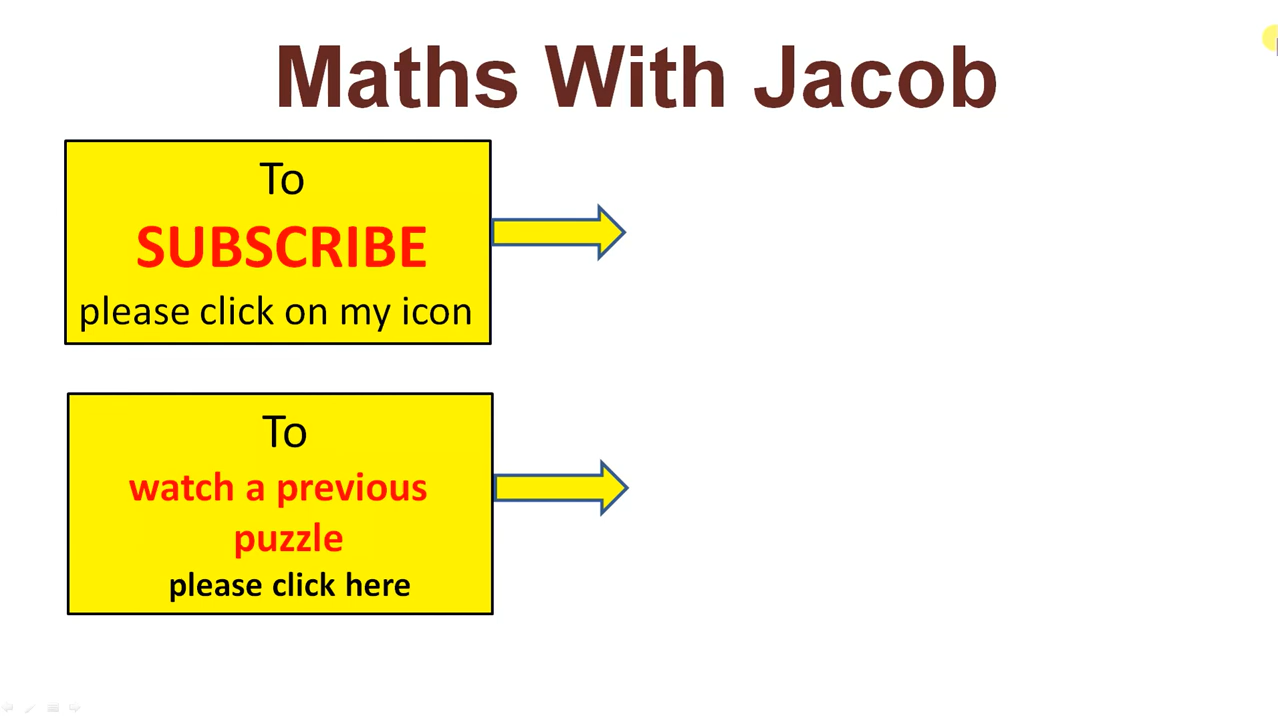 Maths With Jacob
To
SUBSCRIBE
please click on my icon
To
watch a previous
puzzle
please click here